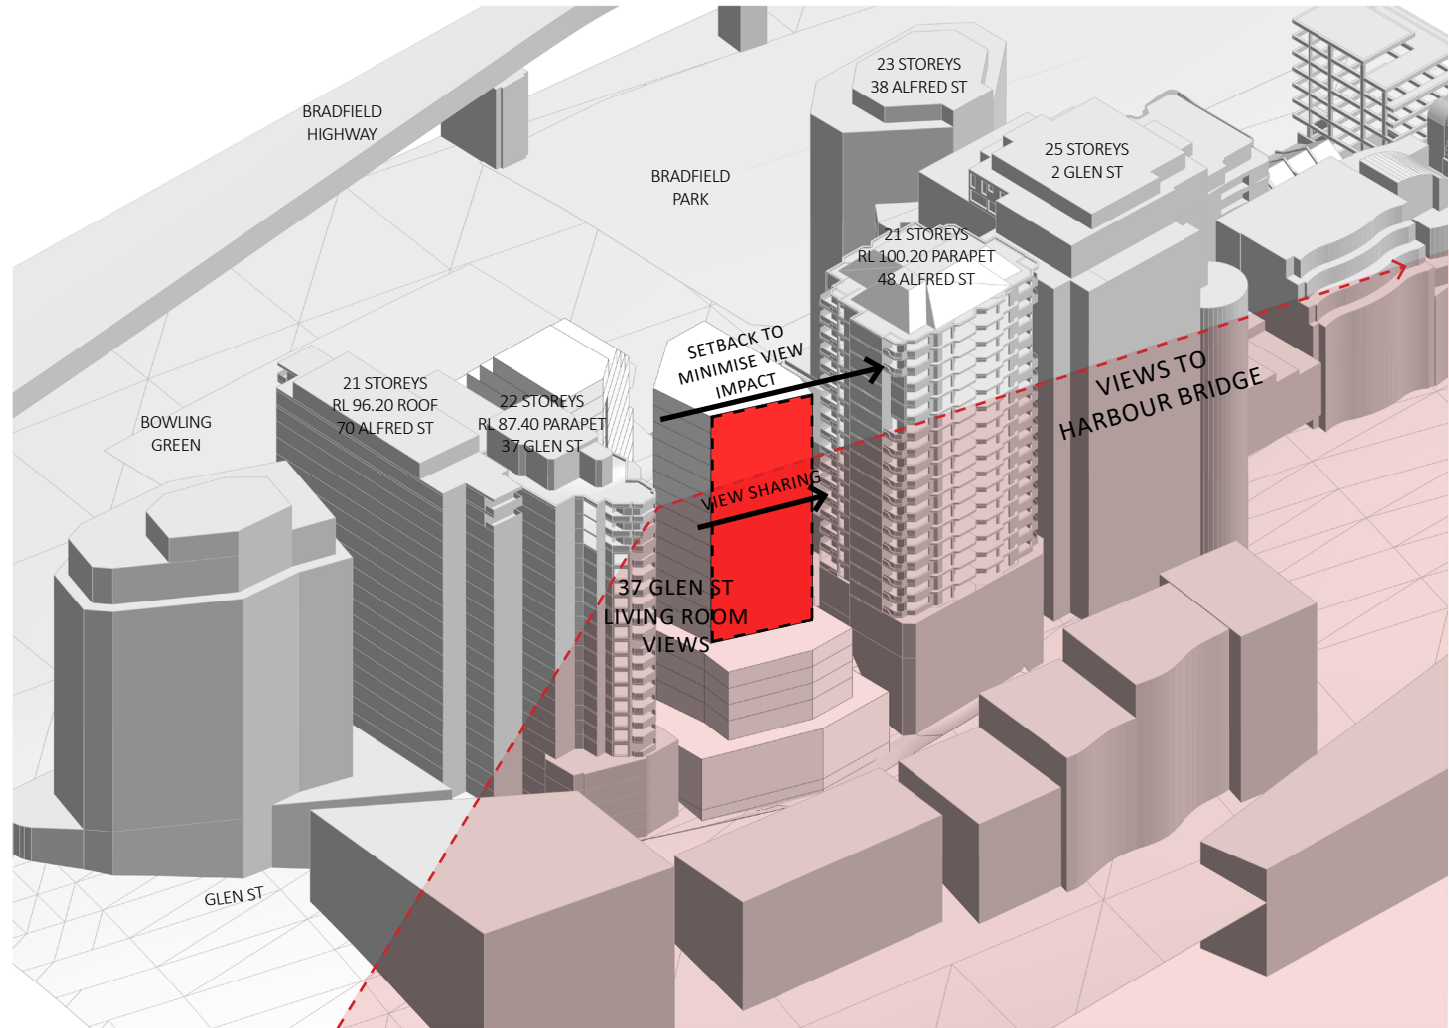 23 STOREYS
38 ALFRED ST
BRADFIELD
HIGHWAY
25 STOREYS
2 GLEN ST
BRADFIELD
PARK
21 STOREYS
RL 100.20 PARAPET
48 ALFRED ST
SETBACK TO
MINIMISE VIEW
IMPACT
VIEWS TO
HARBOUR BRIDGE
21 STOREYS
RL 96.20 ROOF
70 ALFRED ST
22 STOREYS
RL 87.40 PARAPET
37 GLEN ST
BOWLING
GREEN
VIEW SHARING
37 GLEN ST
LIVING ROOM
VIEWS
GLEN ST